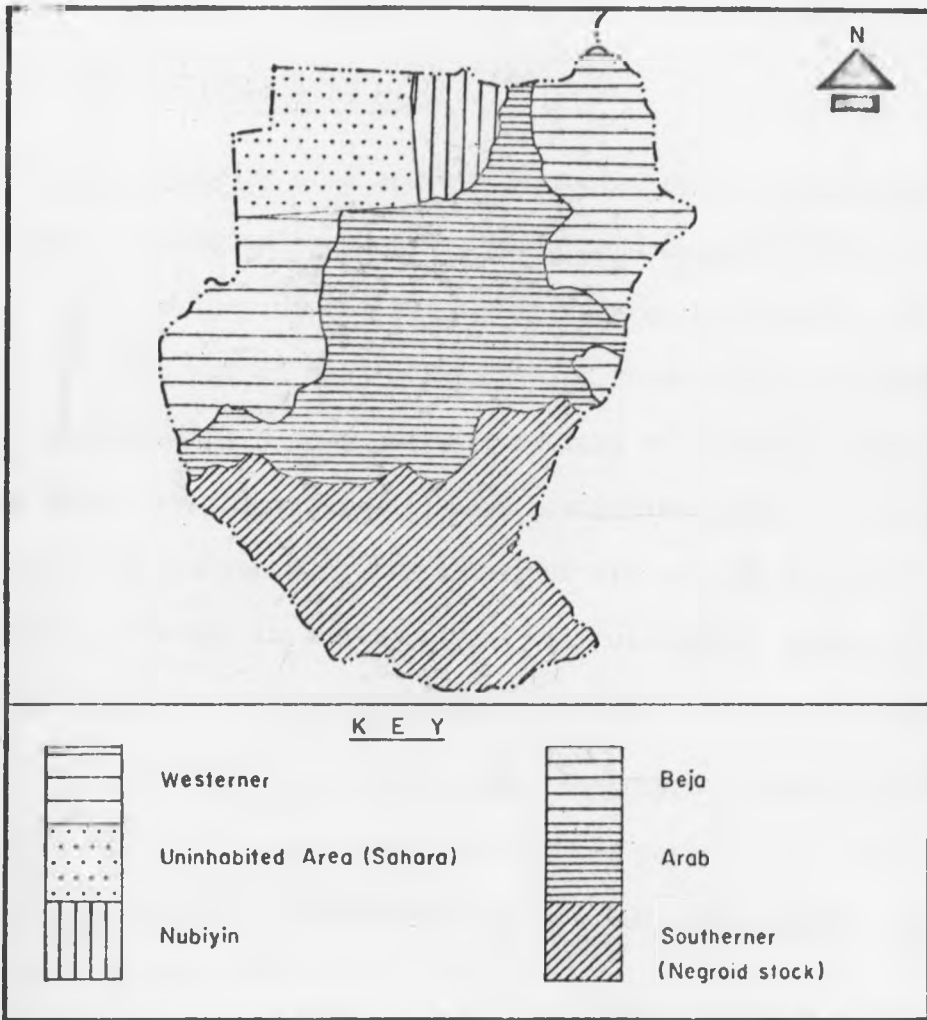 N
K E Y
Westerner
Uninhabited Area (Sahara)
Nubiyin
Beja
Arab
Southerner
(Negroid stock)